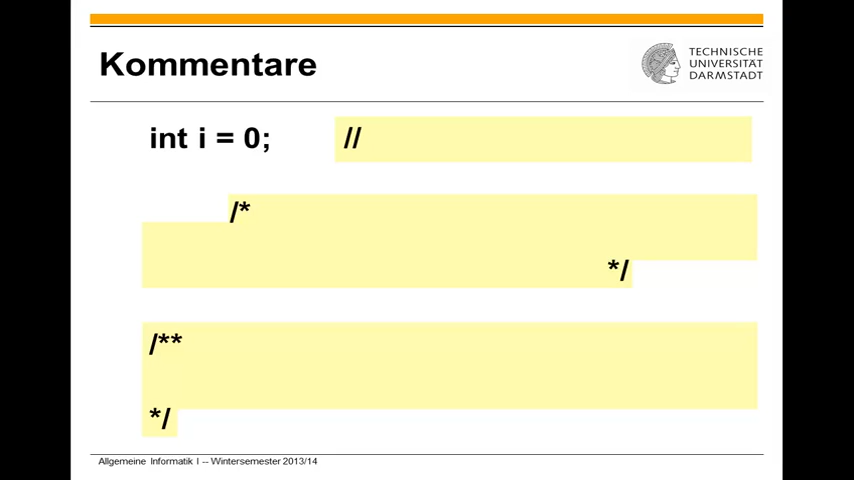 Kommentare
TECHNISCHE
UNIVERSITÄT
DARMSTADT
int i = 0; //
/*
*/
/**
*/
Allgemeine Informatik I -- Wintersemester 2013/14